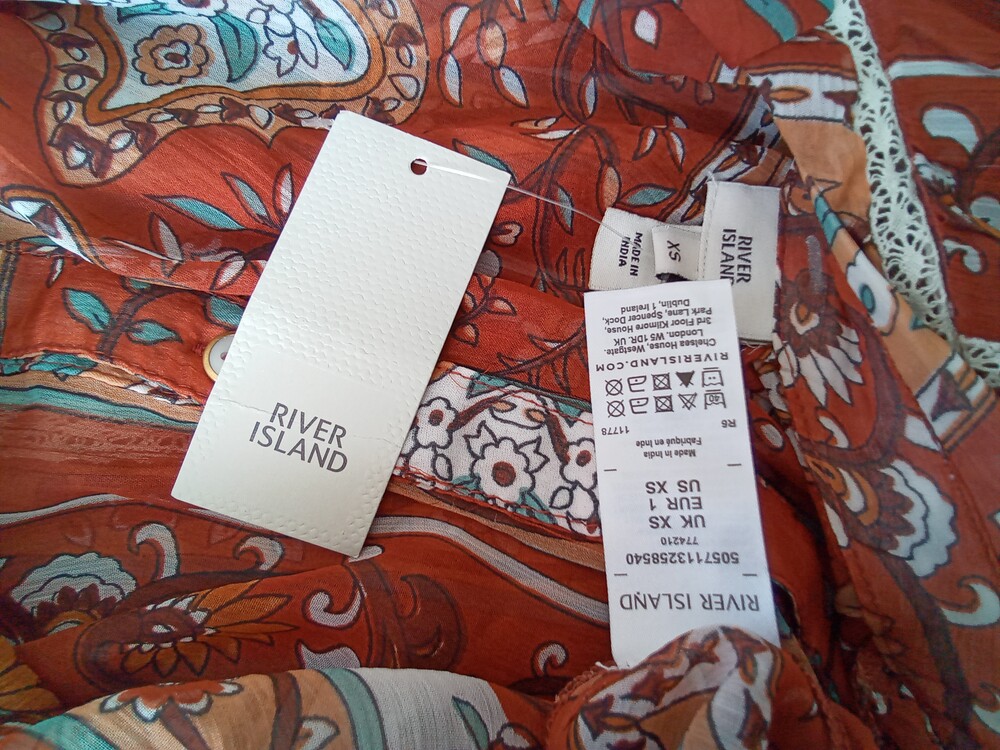 RIVER
ISLAND
MADE IN
INDIA
XS
RIVER
ISLAND
RIVER ISLAND
5057113258540
774210
UK XS
EUR 1
US XS
Made in India
Fabriqué en Inde
R6 11778
40
RIVERISLAND.COM
Chelsea House, Westgate.
London. W5 1DR. UK
3rd Floor Kilmore House,
Park Lane, Spencer Dock,
Dublin, 1 Ireland